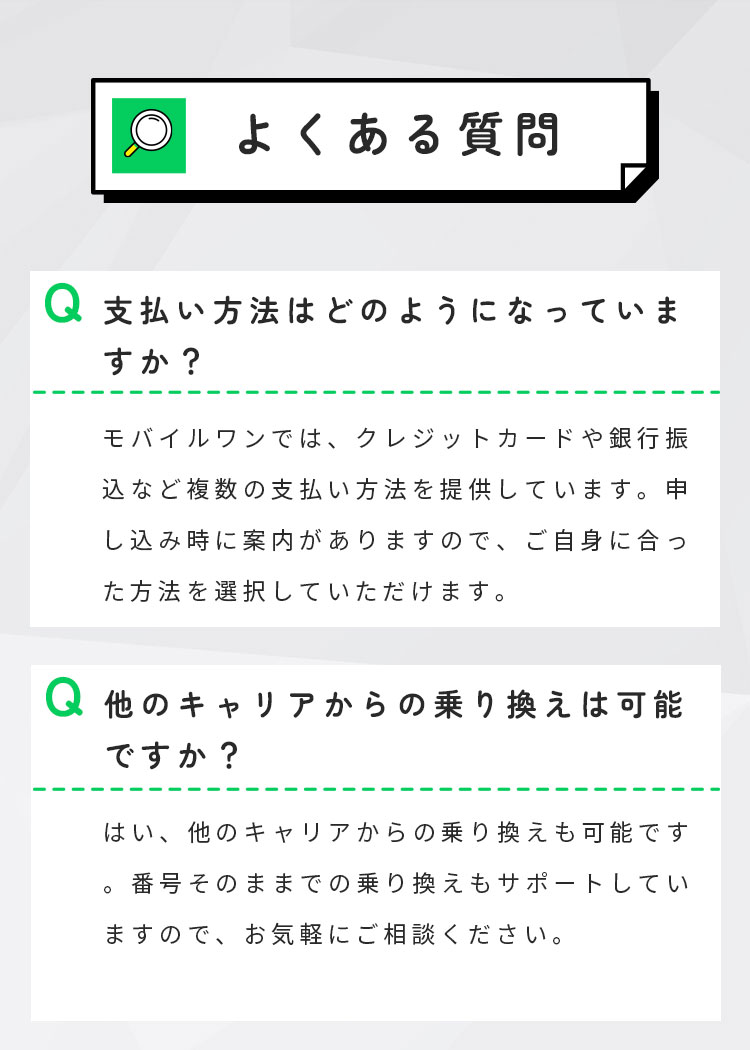 よくある質問
Q 支払い方法はどのようになっていま
すか？
モバイルワンでは、クレジットカードや銀行振
込など複数の支払い方法を提供しています。申
し込み時に案内がありますので、ご自身に合っ
た方法を選択していただけます。
Q 他のキャリアからの乗り換えは可能
ですか？
はい、他のキャリアからの乗り換えも可能です
。番号そのままでの乗り換えもサポートしてい
ますので、お気軽にご相談ください。